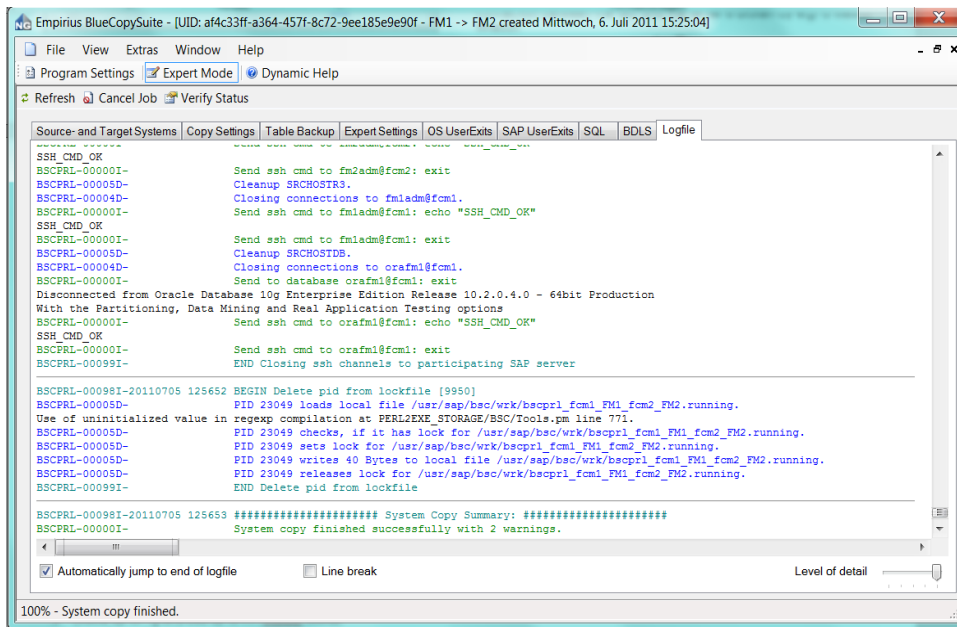 Empirius BlueCopySuite - [UID: af4c33ff-a364-457f-8c72-9ee185e9e90f - FM1 -> FM2 created Mittwoch, 6. Juli 2011 15:25:04]
File View Extras Window Help
Program Settings Expert Mode Dynamic Help
Refresh Cancel Job Verify Status
Source- and Target Systems Copy Settings Table Backup Expert Settings OS UserExits SAP UserExits SQL BDLS Logfile
SSH_CMD_OK
BSCPRL-00000I- Send ssh cmd to fm2adm@fcm2: exit
BSCPRL-00005D- Cleanup SRCHOSTR3.
BSCPRL-00004D- Closing connections to fm1adm@fcm1.
BSCPRL-00000I- Send ssh cmd to fm1adm@fcm1: echo "SSH_CMD_OK"
SSH_CMD_OK
BSCPRL-00000I- Send ssh cmd to fm1adm@fcm1: exit
BSCPRL-00005D- Cleanup SRCHOSTDB.
BSCPRL-00004D- Closing connections to orafm1@fcm1.
BSCPRL-00000I- Send to database orafm1@fcm1: exit
Disconnected from Oracle Database 10g Enterprise Edition Release 10.2.0.4.0 - 64bit Production
With the Partitioning, Data Mining and Real Application Testing options
BSCPRL-00000I- Send ssh cmd to orafm1@fcm1: echo "SSH_CMD_OK"
SSH_CMD_OK
BSCPRL-00000I- Send ssh cmd to orafm1@fcm1: exit
BSCPRL-00099I- END Closing ssh channels to participating SAP server
BSCPRL-00098I-20110705 125652 BEGIN Delete pid from lockfile [9950]
BSCPRL-00005D- PID 23049 loads local file /usr/sap/bsc/wrk/bscprl_fcm1_FM1_fcm2_FM2.running.
Use of uninitialized value in regexp compilation at PERL2EXE_STORAGE/BSC/Tools.pm line 771.
BSCPRL-00005D- PID 23049 checks, if it has lock for /usr/sap/bsc/wrk/bscprl_fcm1_FM1_fcm2_FM2.running.
BSCPRL-00005D- PID 23049 sets lock for /usr/sap/bsc/wrk/bscprl_fcm1_FM1_fcm2_FM2.running.
BSCPRL-00005D- PID 23049 writes 40 Bytes to local file /usr/sap/bsc/wrk/bscprl_fcm1_FM1_fcm2_FM2.running.
BSCPRL-00005D- PID 23049 releases lock for /usr/sap/bsc/wrk/bscprl_fcm1_FM1_fcm2_FM2.running.
BSCPRL-00099I- END Delete pid from lockfile
BSCPRL-00098I-20110705 125653 ###################### System Copy Summary: ######################
BSCPRL-00000I- System copy finished successfully with 2 warnings.
Automatically jump to end of logfile Line break Level of detail
100% - System copy finished.